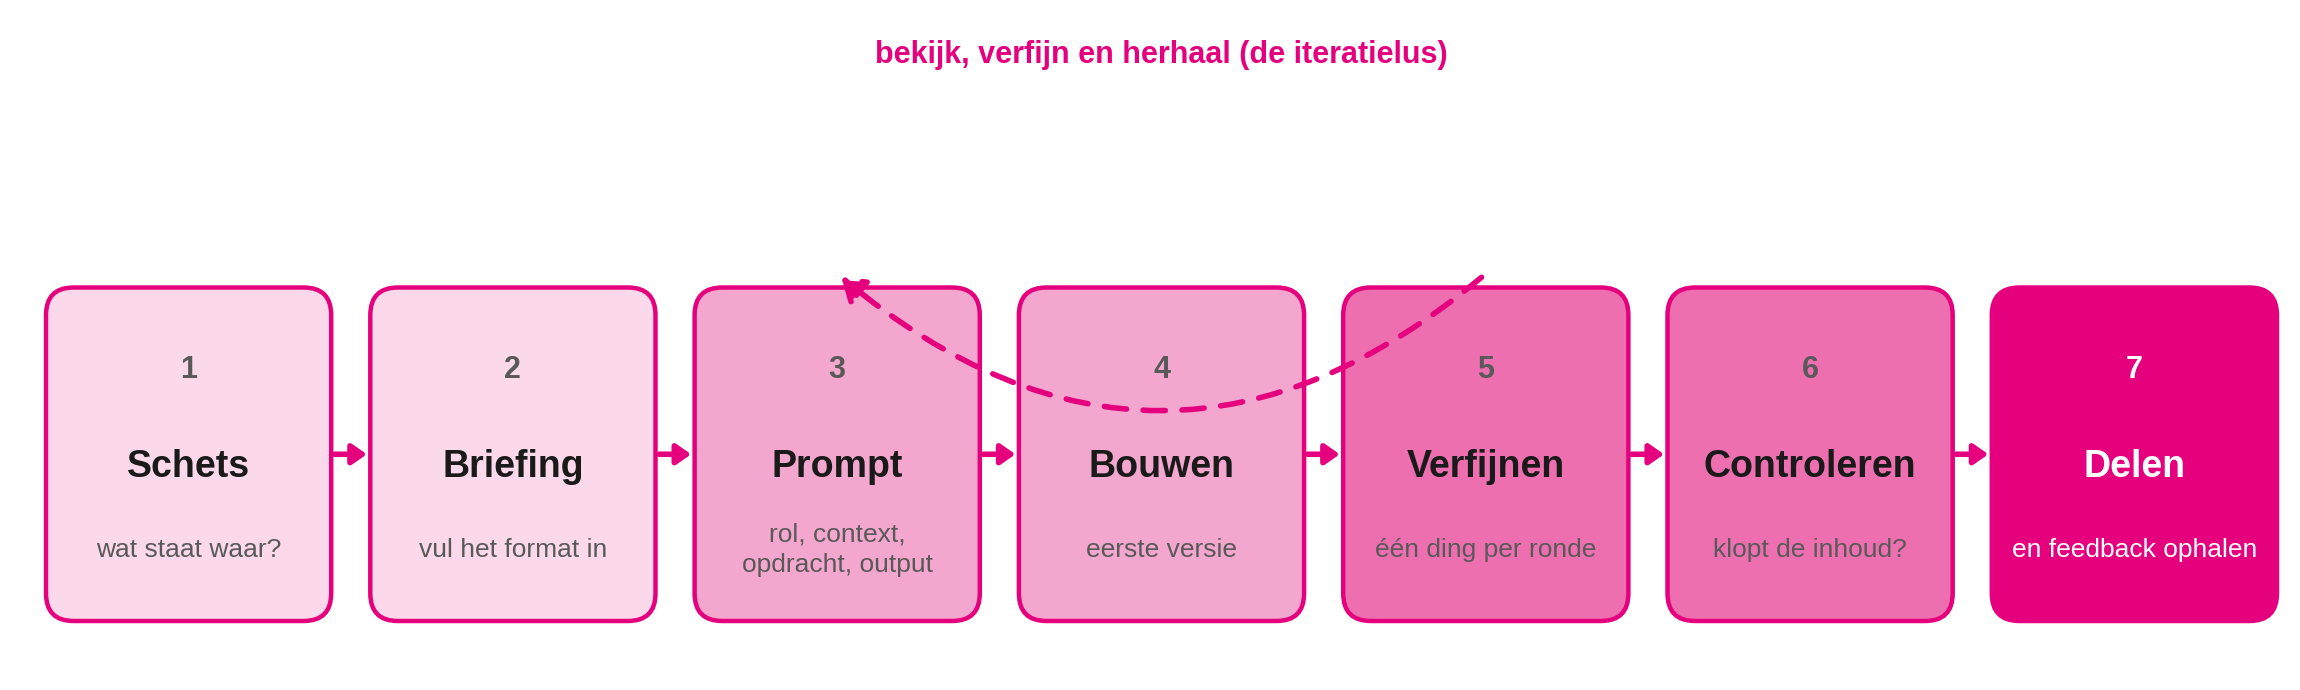 bekijk, verfijn en herhaal (de iteratielus)
1
Schets
wat staat waar?
2
Briefing
vul het format in
3
Prompt
rol, context,
opdracht, output
4
Bouwen
eerste versie
5
Verfijnen
één ding per ronde
6
Controleren
klopt de inhoud?
7
Delen
en feedback ophalen